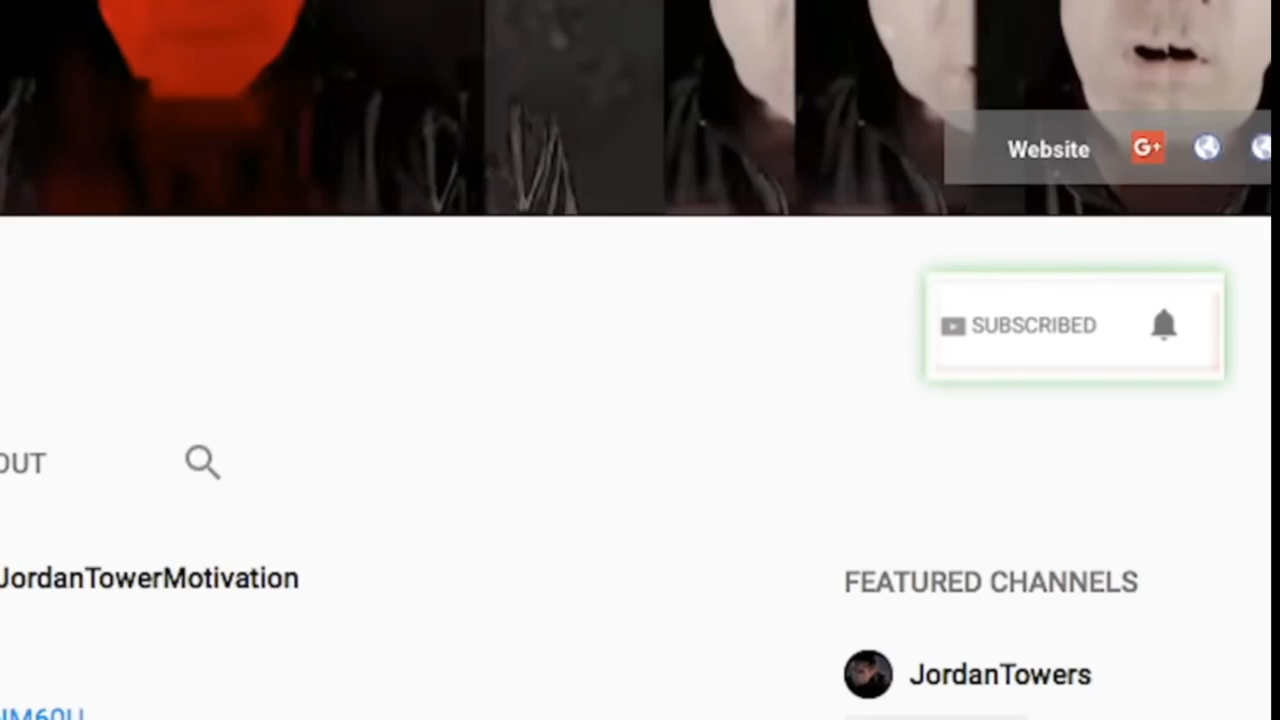 Website G+
SUBSCRIBED
OUT
JordanTowerMotivation
FEATURED CHANNELS
JordanTowers